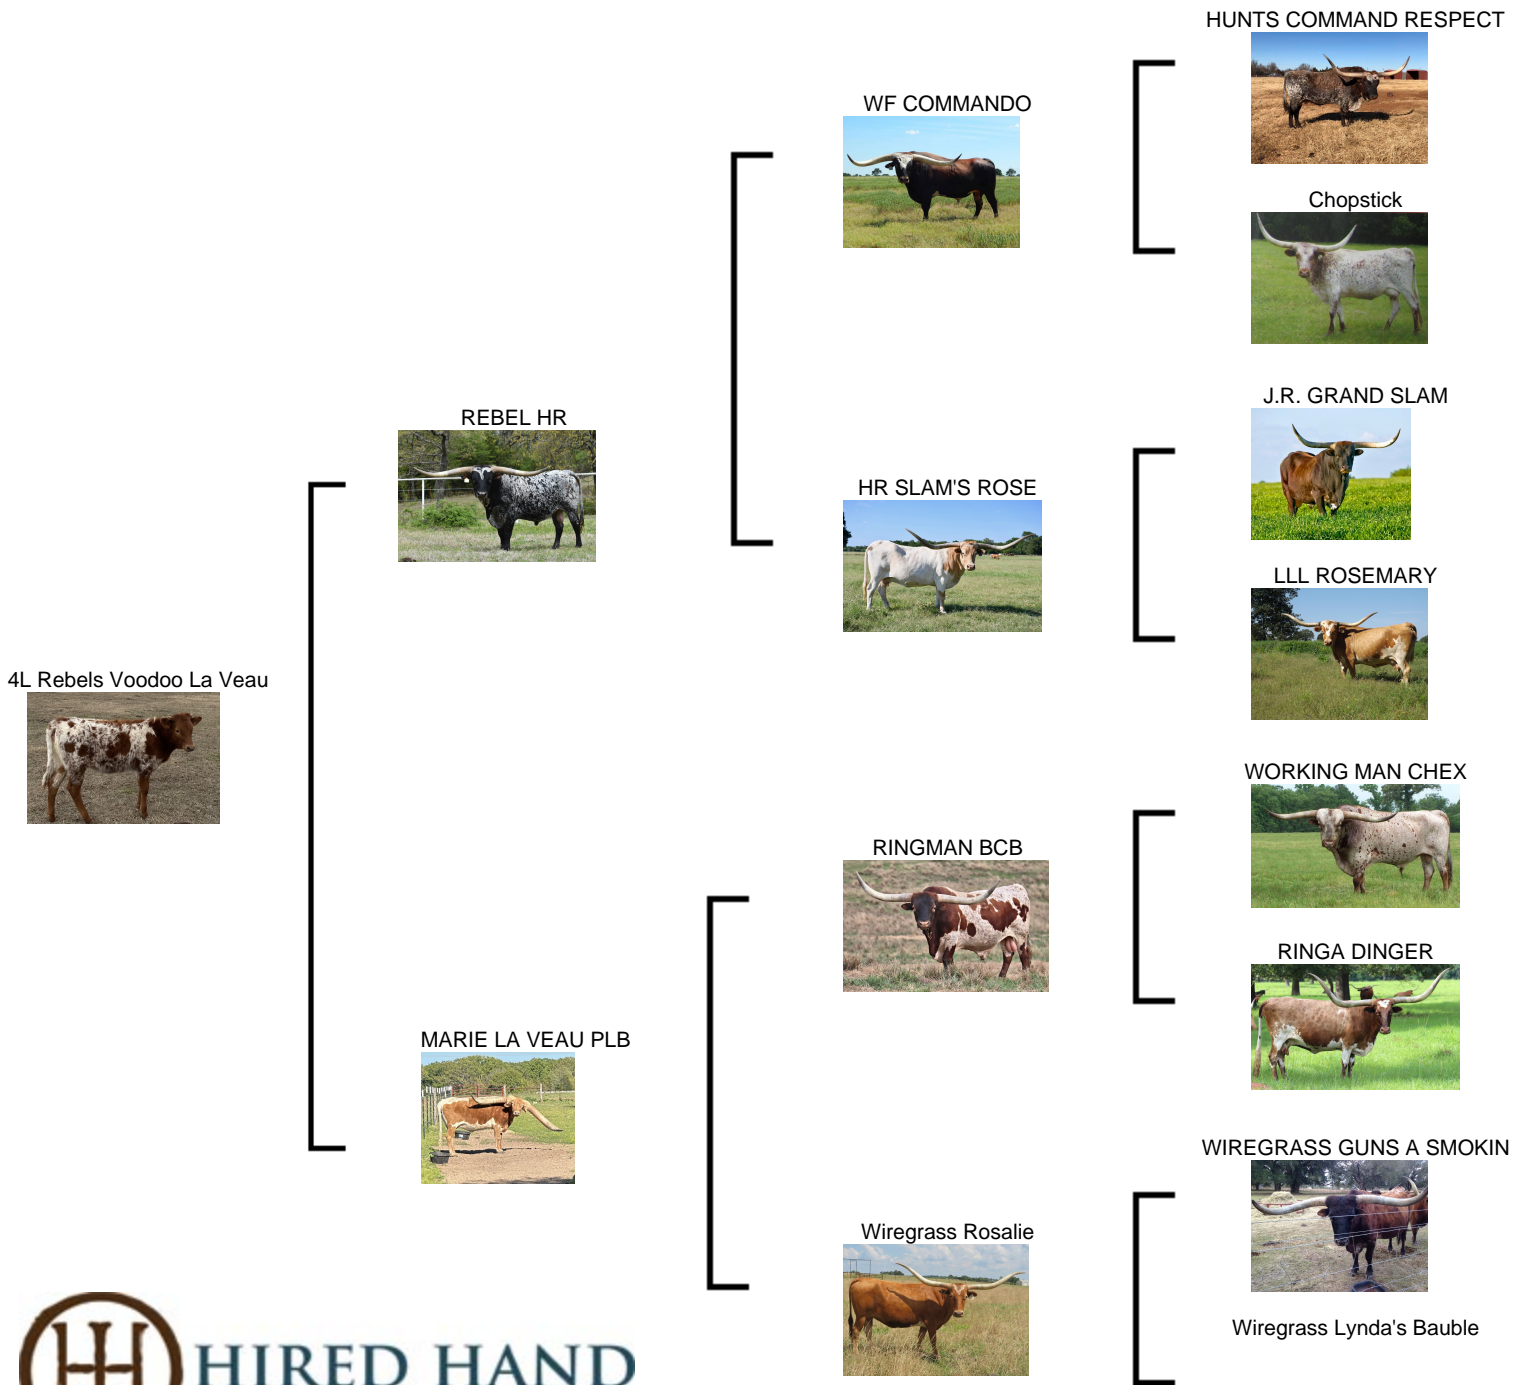 HUNTS COMMAND RESPECT
WF COMMANDO
Chopstick
J.R. GRAND SLAM
REBEL HR
HR SLAM'S ROSE
LLL ROSEMARY
4L Rebels Voodoo La Veau
WORKING MAN CHEX
RINGMAN BCB
RINGA DINGER
MARIE LA VEAU PLB
WIREGRASS GUNS A SMOKIN
Wiregrass Rosalie
Wiregrass Lynda's Bauble
HIRED HAND